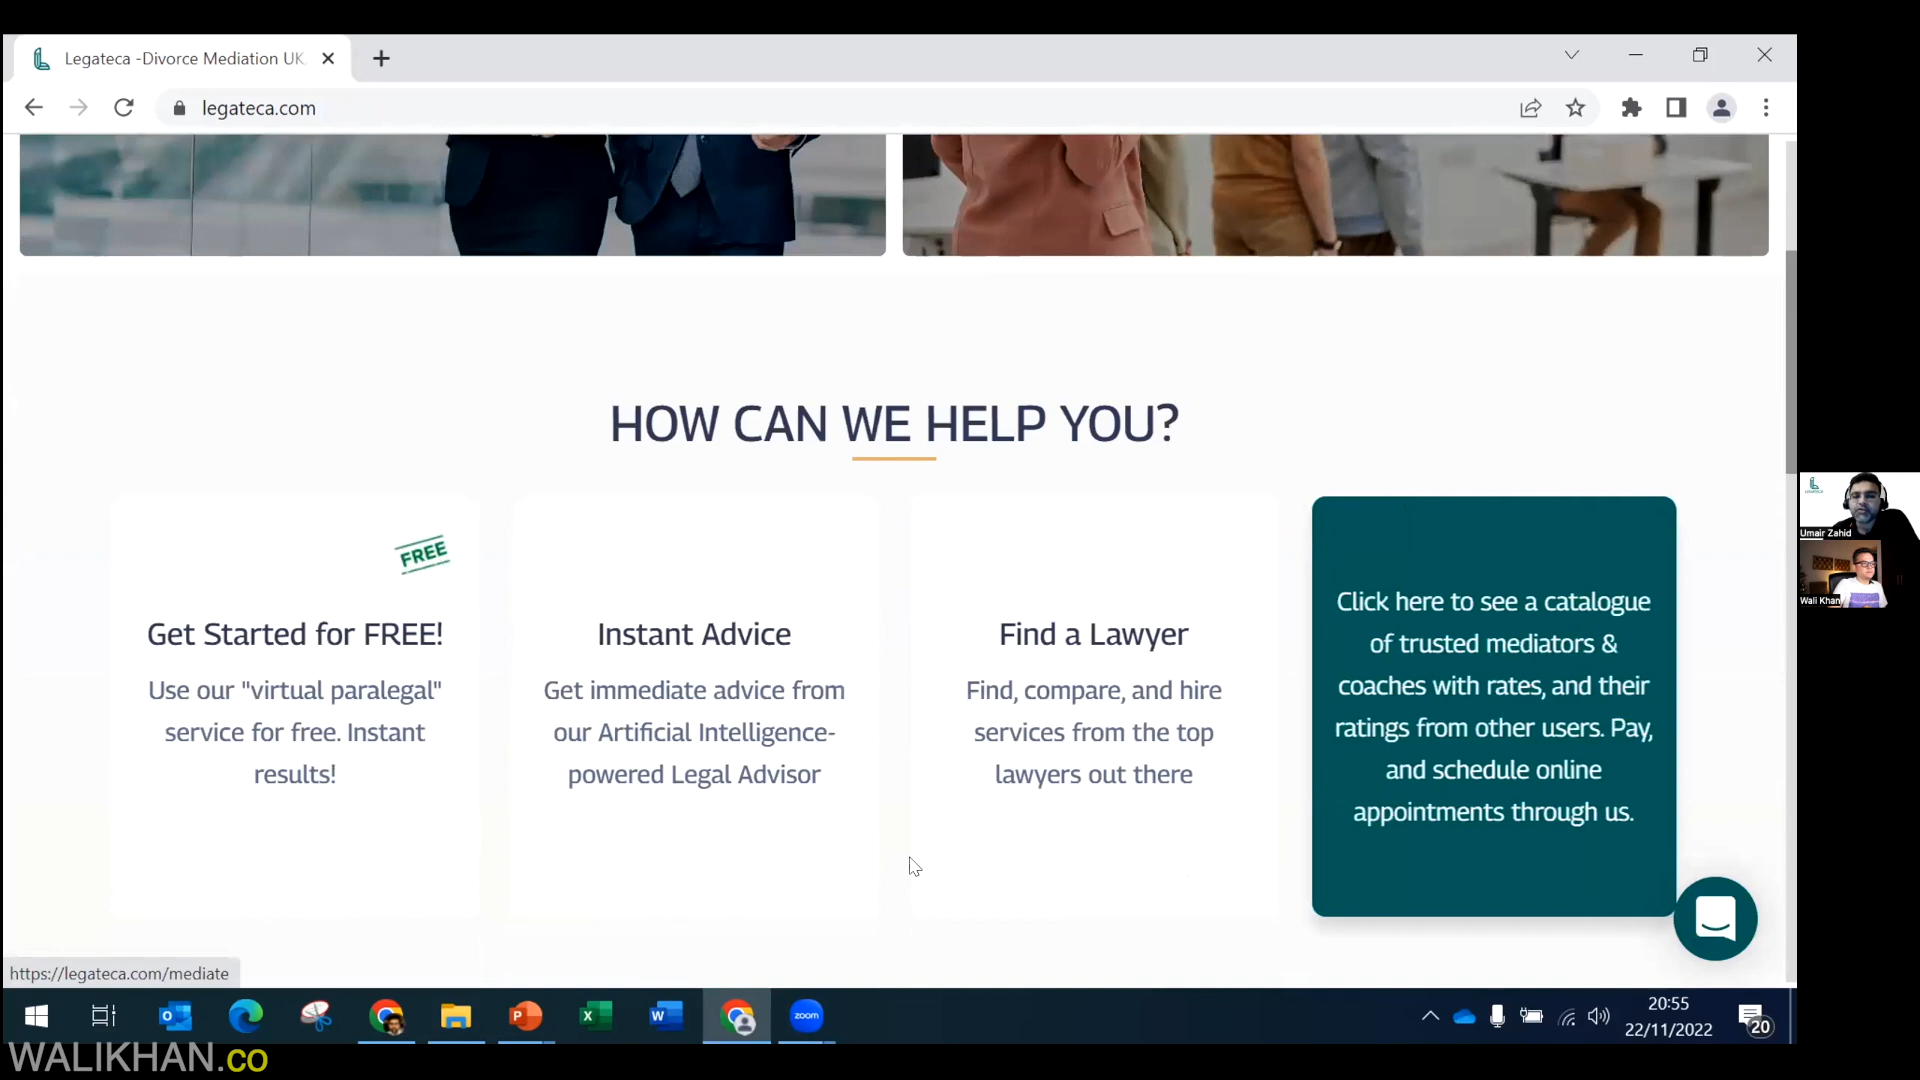 Legateca -Divorce Mediation UK
legateca.com
HOW CAN WE HELP YOU?
FREE
Get Started for FREE!
Use our "virtual paralegal"
service for free. Instant
results!
Instant Advice
Get immediate advice from
our Artificial Intelligence-
powered Legal Advisor
Find a Lawyer
Find, compare, and hire
services from the top
lawyers out there
Click here to see a catalogue
of trusted mediators &
coaches with rates, and their
ratings from other users. Pay,
and schedule online
appointments through us.
Umair Zahid
Wali Khan
https://legateca.com/mediate
zoom
20:55
22/11/2022
20
WALIKHAN.co